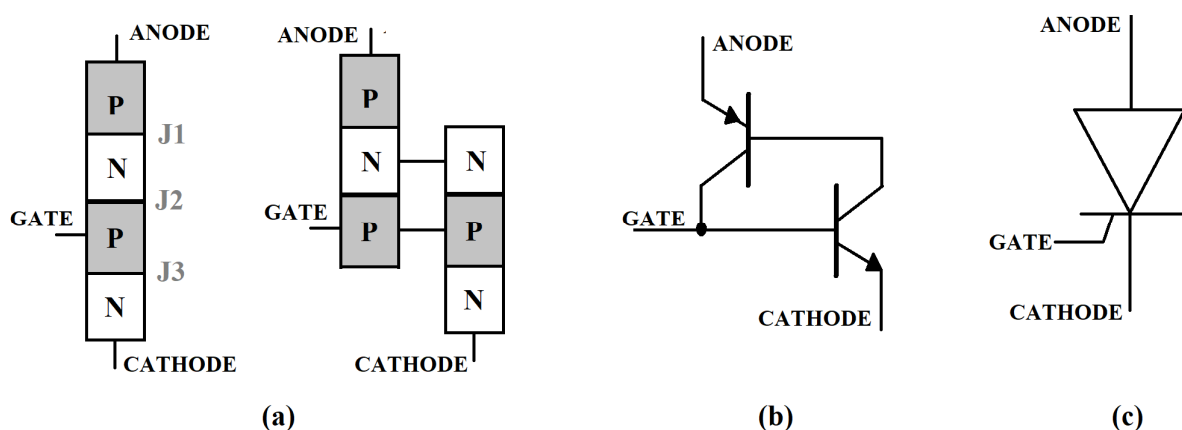 ANODE
P
J1
N
J2
GATE
P
J3
N
CATHODE
ANODE
P
N
N
GATE
P
P
N
CATHODE
(a)
ANODE
GATE
CATHODE
(b)
ANODE
GATE
CATHODE
(c)